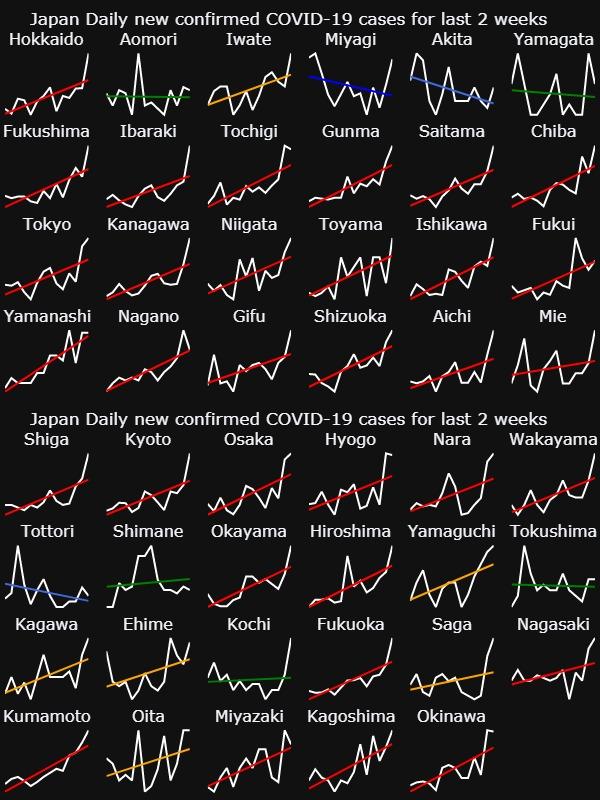 Japan Daily new confirmed COVID-19 cases for last 2 weeks
Hokkaido Aomori Iwate Miyagi Akita Yamagata
Fukushima Ibaraki Tochigi Gunma Saitama Chiba
Tokyo Kanagawa Niigata Toyama Ishikawa Fukui
Yamanashi Nagano Gifu Shizuoka Aichi Mie
Japan Daily new confirmed COVID-19 cases for last 2 weeks
Shiga Kyoto Osaka Hyogo Nara Wakayama
Tottori Shimane Okayama Hiroshima Yamaguchi Tokushima
Kagawa Ehime Kochi Fukuoka Saga Nagasaki
Kumamoto Oita Miyazaki Kagoshima Okinawa